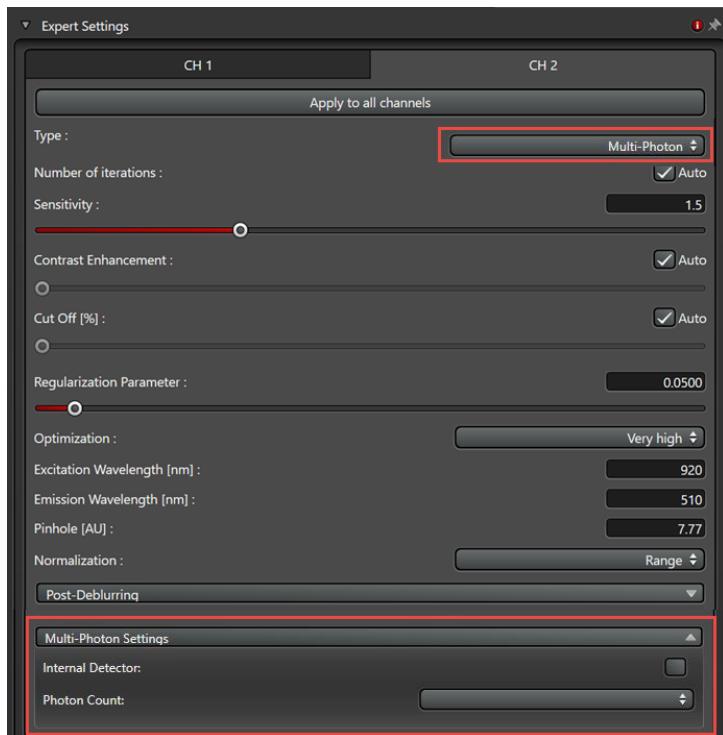 Expert Settings
CH 1 CH 2
Apply to all channels
Type : Multi-Photon
Number of iterations : Auto
Sensitivity : 1.5
Contrast Enhancement : Auto
Cut Off [%] : Auto
Regularization Parameter : 0.0500
Optimization : Very high
Excitation Wavelength [nm] : 920
Emission Wavelength [nm] : 510
Pinhole [AU] : 7.77
Normalization : Range
Post-Deblurring
Multi-Photon Settings
Internal Detector:
Photon Count: